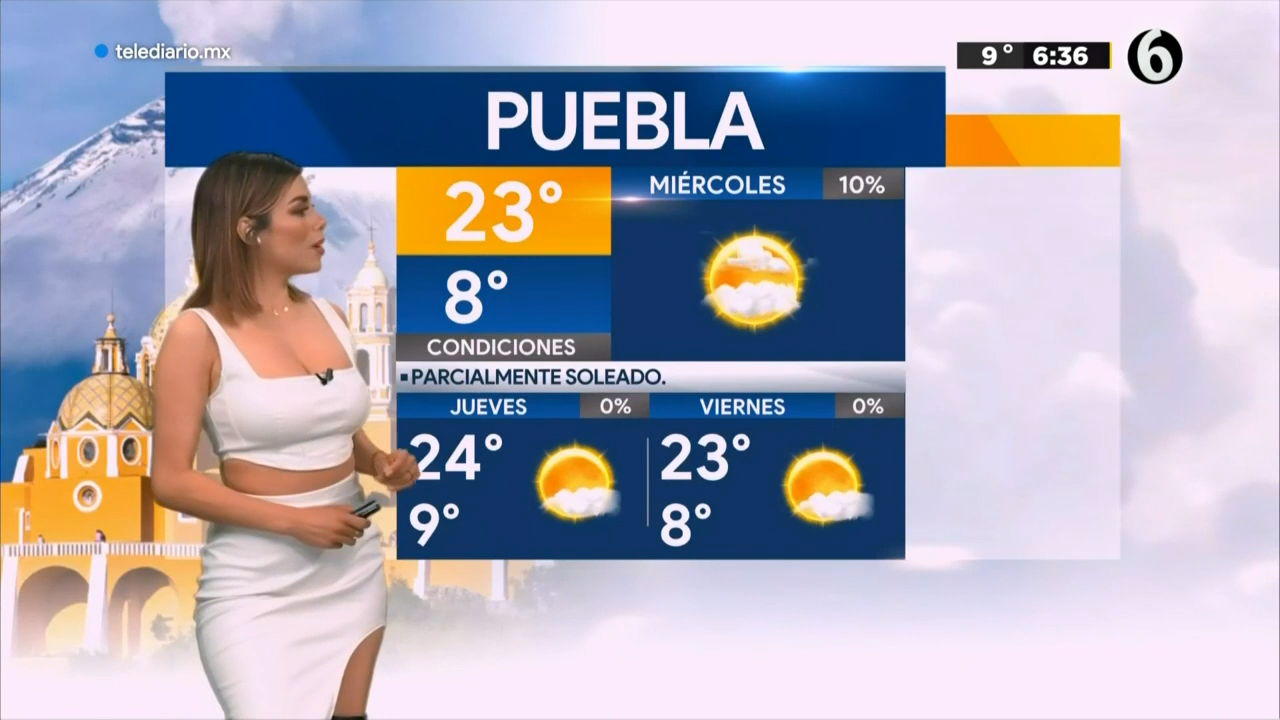 telediario.mx
9° 6:36
6
PUEBLA
23°
MIÉRCOLES 10%
8°
CONDICIONES
▪PARCIALMENTE SOLEADO.
JUEVES 0% VIERNES 0%
24° 23°
9° 8°